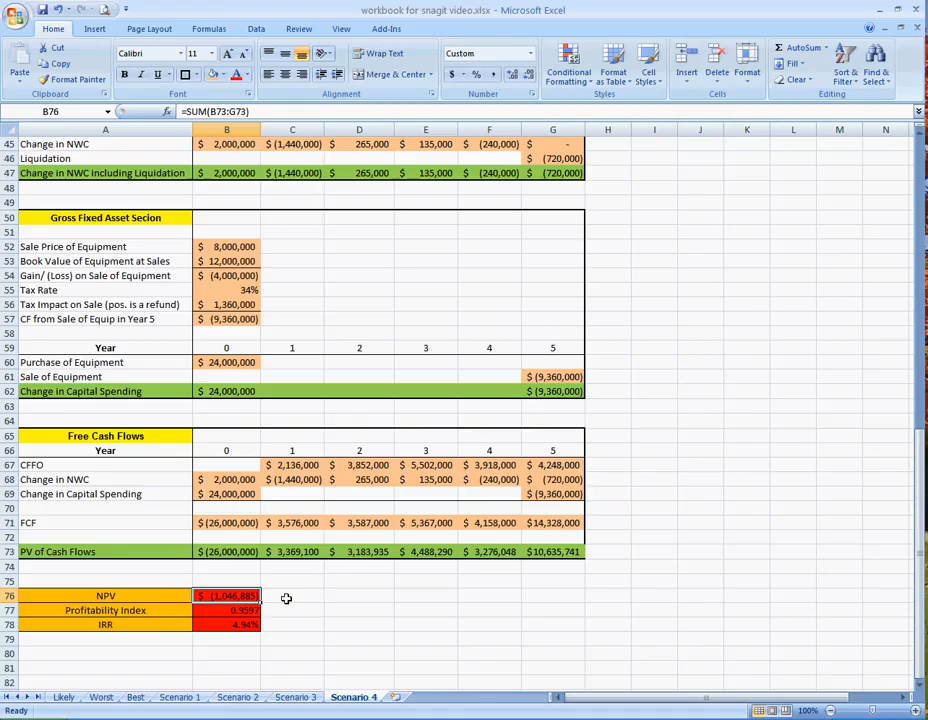 workbook for snagit video.xlsx - Microsoft Excel
Home Insert Page Layout Formulas Data Review View Add-Ins
Cut
Copy
Format Painter
Paste
Clipboard
Calibri 11 A A
B I U A
Font
Wrap Text
Merge & Center
Alignment
Custom
$ % ,
Number
Conditional Formatting
Format as Table
Cell Styles
Styles
Insert Delete Format
Cells
Σ AutoSum
Fill
Clear
Sort & Filter
Find & Select
Editing
B76 fx =SUM(B73:G73)
A B C D E F G H I J K L M N
45 Change in NWC $ 2,000,000 $ (1,440,000) $ 265,000 $ 135,000 $ (240,000) $ -
46 Liquidation $ (720,000)
47 Change in NWC including Liquidation $ 2,000,000 $ (1,440,000) $ 265,000 $ 135,000 $ (240,000) $ (720,000)
48
49
50 Gross Fixed Asset Secion
51
52 Sale Price of Equipment $ 8,000,000
53 Book Value of Equipment at Sales $ 12,000,000
54 Gain/ (Loss) on Sale of Equipment $ (4,000,000)
55 Tax Rate 34%
56 Tax Impact on Sale (pos. is a refund) $ 1,360,000
57 CF from Sale of Equip in Year 5 $ (9,360,000)
58
59 Year 0 1 2 3 4 5
60 Purchase of Equipment $ 24,000,000
61 Sale of Equipment $ (9,360,000)
62 Change in Capital Spending $ 24,000,000 $ (9,360,000)
63
64
65 Free Cash Flows
66 Year 0 1 2 3 4 5
67 CFFO $ 2,136,000 $ 3,852,000 $ 5,502,000 $ 3,918,000 $ 4,248,000
68 Change in NWC $ 2,000,000 $ (1,440,000) $ 265,000 $ 135,000 $ (240,000) $ (720,000)
69 Change in Capital Spending $ 24,000,000 $ (9,360,000)
70
71 FCF $ (26,000,000) $ 3,576,000 $ 3,587,000 $ 5,367,000 $ 4,158,000 $14,328,000
72
73 PV of Cash Flows $ (26,000,000) $ 3,369,100 $ 3,183,935 $ 4,488,290 $ 3,276,048 $10,635,741
74
75
76 NPV $ (1,046,885)
77 Profitability Index 0.9597
78 IRR 4.94%
79
80
81
82
Likely Worst Best Scenario 1 Scenario 2 Scenario 3 Scenario 4
Ready 100%